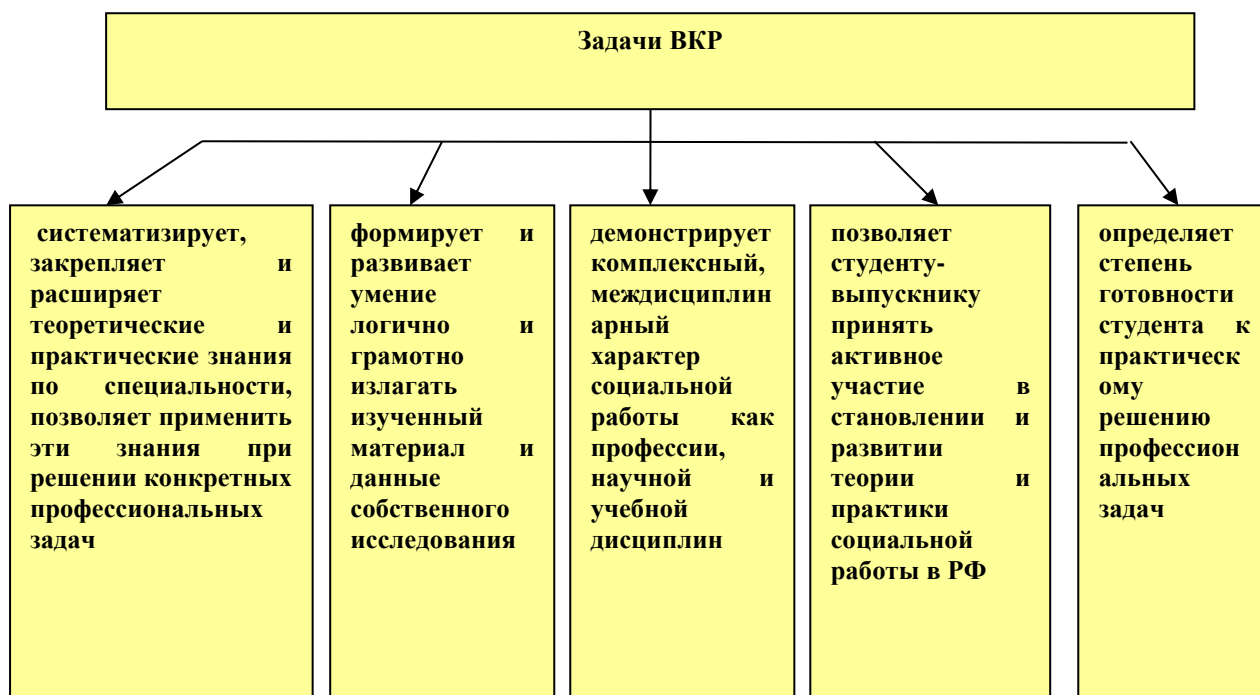 Задачи ВКР
систематизирует,
закрепляет и
расширяет
теоретические и
практические знания
по специальности,
позволяет применить
эти знания при
решении конкретных
профессиональных
задач
формирует и
развивает
умение
логично и
грамотно
излагать
изученный
материал и
данные
собственного
исследования
демонстрирует
комплексный,
междисциплин
арный
характер
социальной
работы как
профессии,
научной и
учебной
дисциплин
позволяет
студенту-
выпускнику
принять
активное
участие в
становлении и
развитии
теории и
практики
социальной
работы в РФ
определяет
степень
готовности
студента к
практическ
ому
решению
профессион
альных
задач